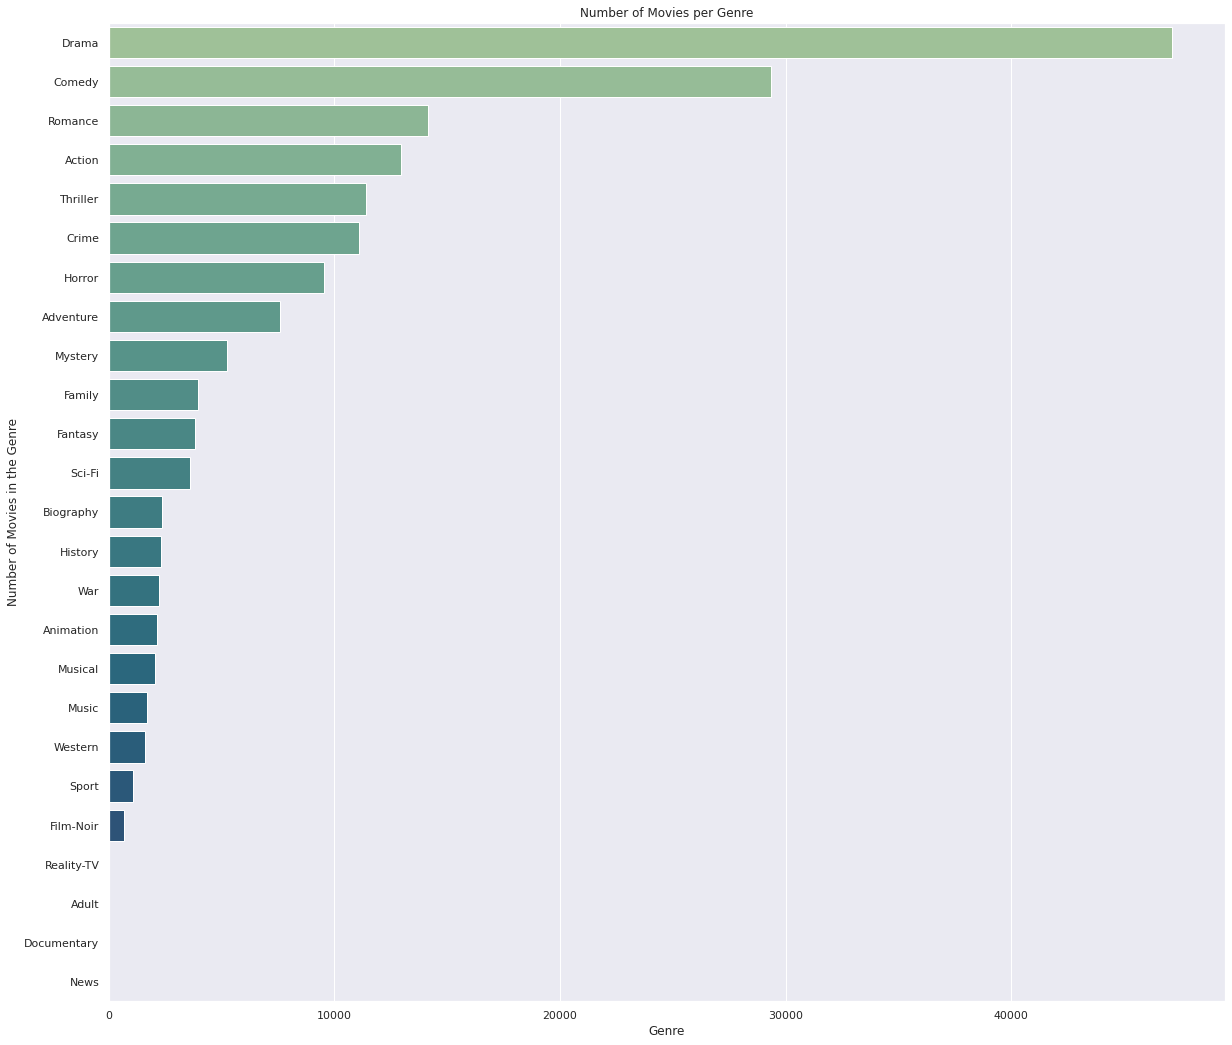 Number of Movies per Genre
Number of Movies in the Genre
Drama
Comedy
Romance
Action
Thriller
Crime
Horror
Adventure
Mystery
Family
Fantasy
Sci-Fi
Biography
History
War
Animation
Musical
Music
Western
Sport
Film-Noir
Reality-TV
Adult
Documentary
News
0 10000 20000 30000 40000
Genre